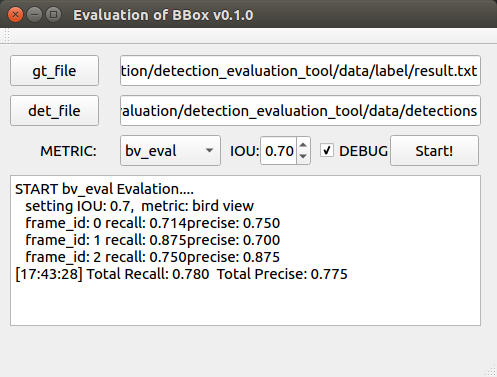 Evaluation of BBox v0.1.0
gt_file tion/detection_evaluation_tool/data/label/result.txt
det_file valuation/detection_evaluation_tool/data/detections
METRIC: bv_eval IOU: 0.70 DEBUG Start!
START bv_eval Evalation....
setting IOU: 0.7, metric: bird view
frame_id: 0 recall: 0.714precise: 0.750
frame_id: 1 recall: 0.875precise: 0.700
frame_id: 2 recall: 0.750precise: 0.875
[17:43:28] Total Recall: 0.780 Total Precise: 0.775